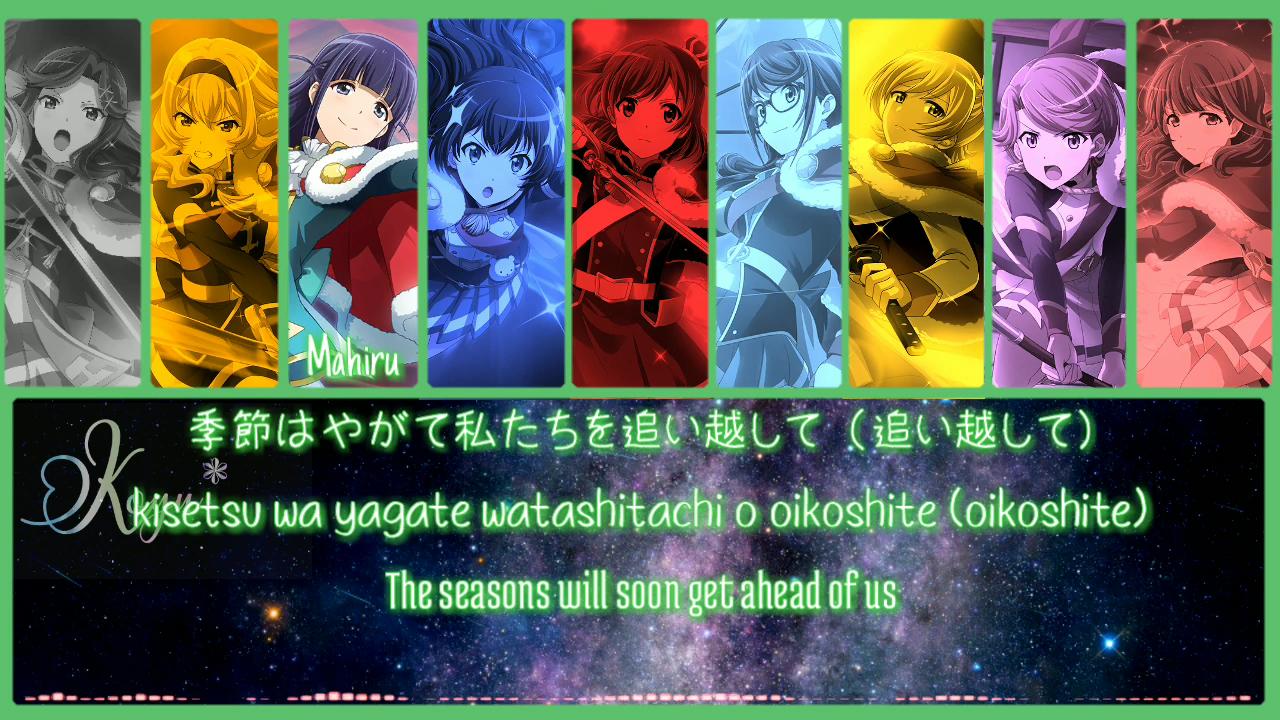 Mahiru
季節はやがて私たちを追い越して（追い越して）
kisetsu wa yagate watashitachi o oikoshite (oikoshite)
The seasons will soon get ahead of us